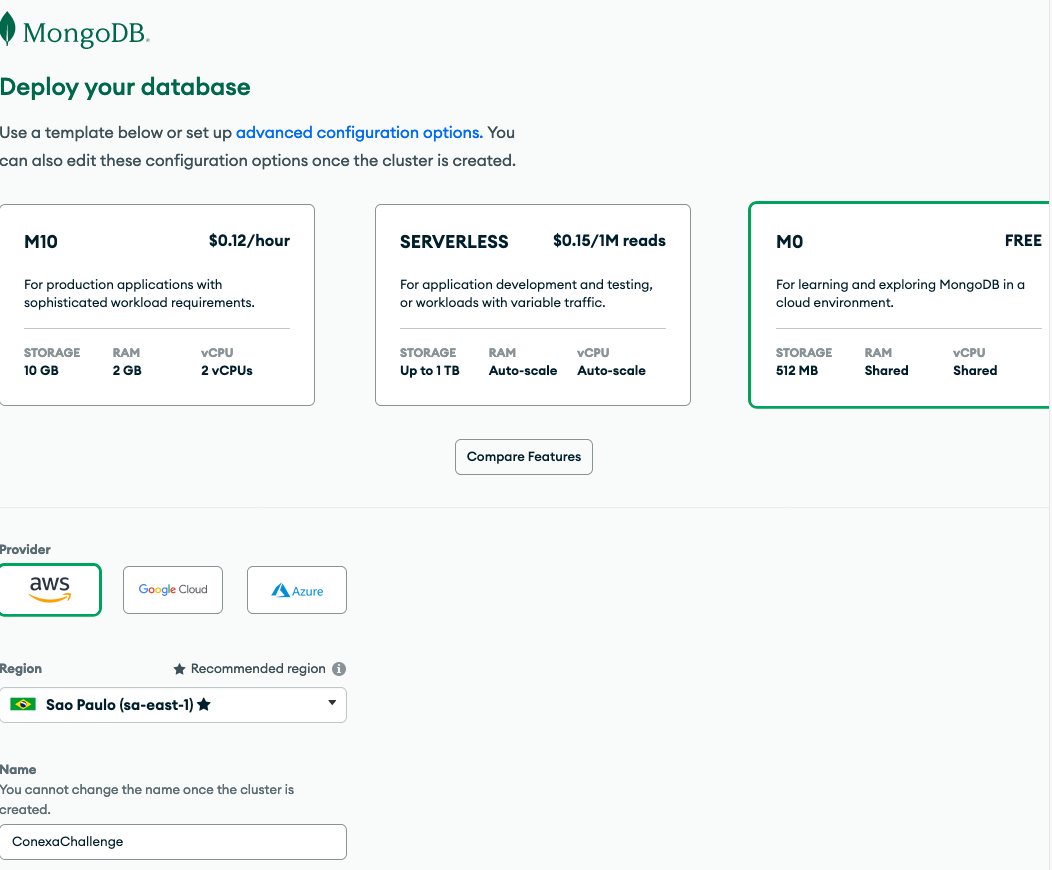 MongoDB.
Deploy your database
Use a template below or set up advanced configuration options. You
can also edit these configuration options once the cluster is created.
M10 $0.12/hour
For production applications with
sophisticated workload requirements.
STORAGE RAM vCPU
10 GB 2 GB 2 vCPUs
SERVERLESS $0.15/1M reads
For application development and testing,
or workloads with variable traffic.
STORAGE RAM vCPU
Up to 1 TB Auto-scale Auto-scale
M0 FREE
For learning and exploring MongoDB in a
cloud environment.
STORAGE RAM vCPU
512 MB Shared Shared
Compare Features
Provider
aws
Google Cloud
Azure
Region ★ Recommended region i
Sao Paulo (sa-east-1) ★
Name
You cannot change the name once the cluster is
created.
ConexaChallenge